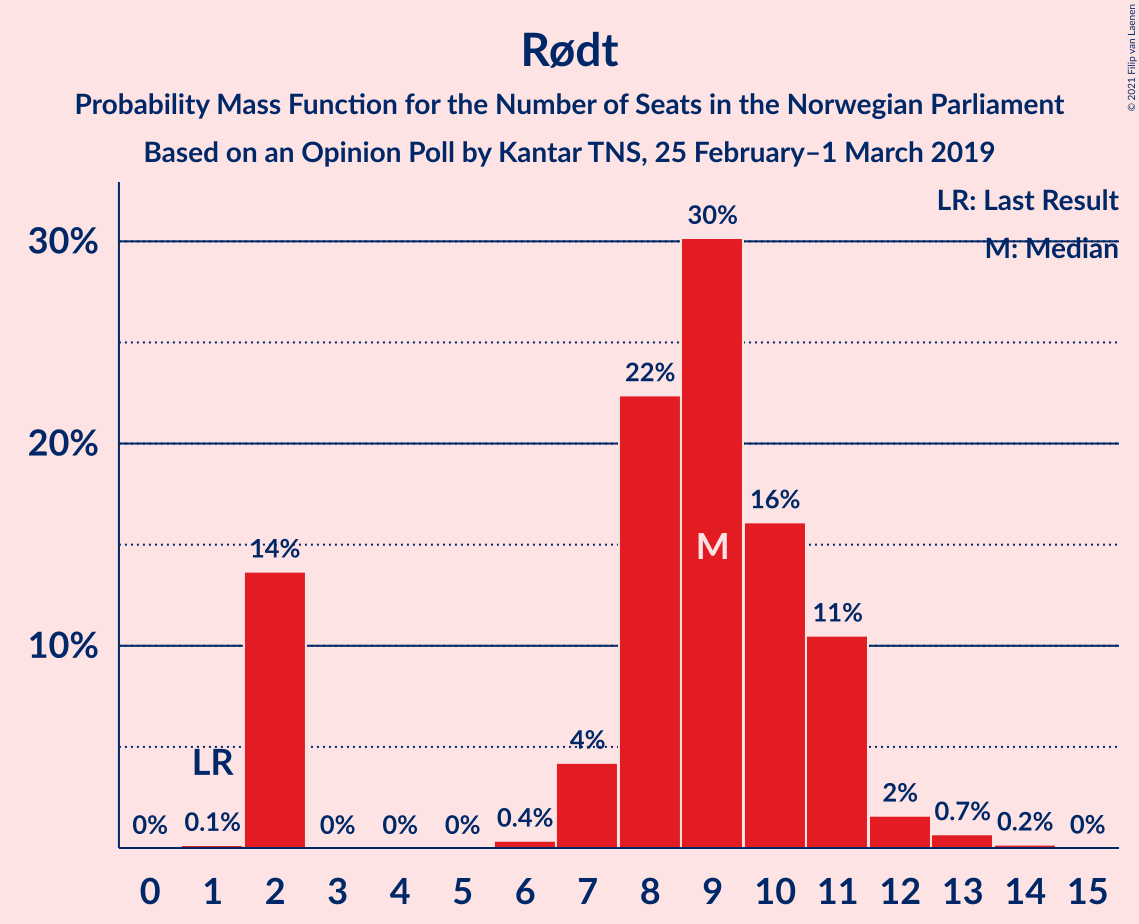 Rødt
Probability Mass Function for the Number of Seats in the Norwegian Parliament
Based on an Opinion Poll by Kantar TNS, 25 February–1 March 2019
© 2021 Filip van Laenen
LR: Last Result
M: Median
30%
20%
10%
0%
0.1%
14%
0%
0%
0%
0.4%
4%
22%
30%
16%
11%
2%
0.7%
0.2%
0%
LR
M
0 1 2 3 4 5 6 7 8 9 10 11 12 13 14 15